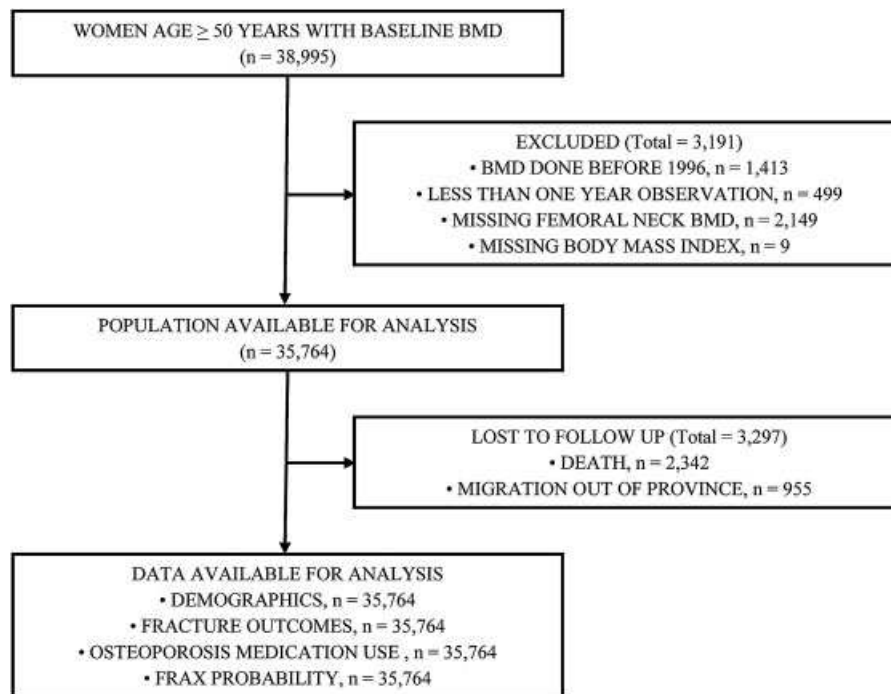 WOMEN AGE ≥ 50 YEARS WITH BASELINE BMD
(n = 38,995)
EXCLUDED (Total = 3,191)
• BMD DONE BEFORE 1996, n = 1,413
• LESS THAN ONE YEAR OBSERVATION, n = 499
• MISSING FEMORAL NECK BMD, n = 2,149
• MISSING BODY MASS INDEX, n = 9
POPULATION AVAILABLE FOR ANALYSIS
(n = 35,764)
LOST TO FOLLOW UP (Total = 3,297)
• DEATH, n = 2,342
• MIGRATION OUT OF PROVINCE, n = 955
DATA AVAILABLE FOR ANALYSIS
• DEMOGRAPHICS, n = 35,764
• FRACTURE OUTCOMES, n = 35,764
• OSTEOPOROSIS MEDICATION USE , n = 35,764
• FRAX PROBABILITY, n = 35,764